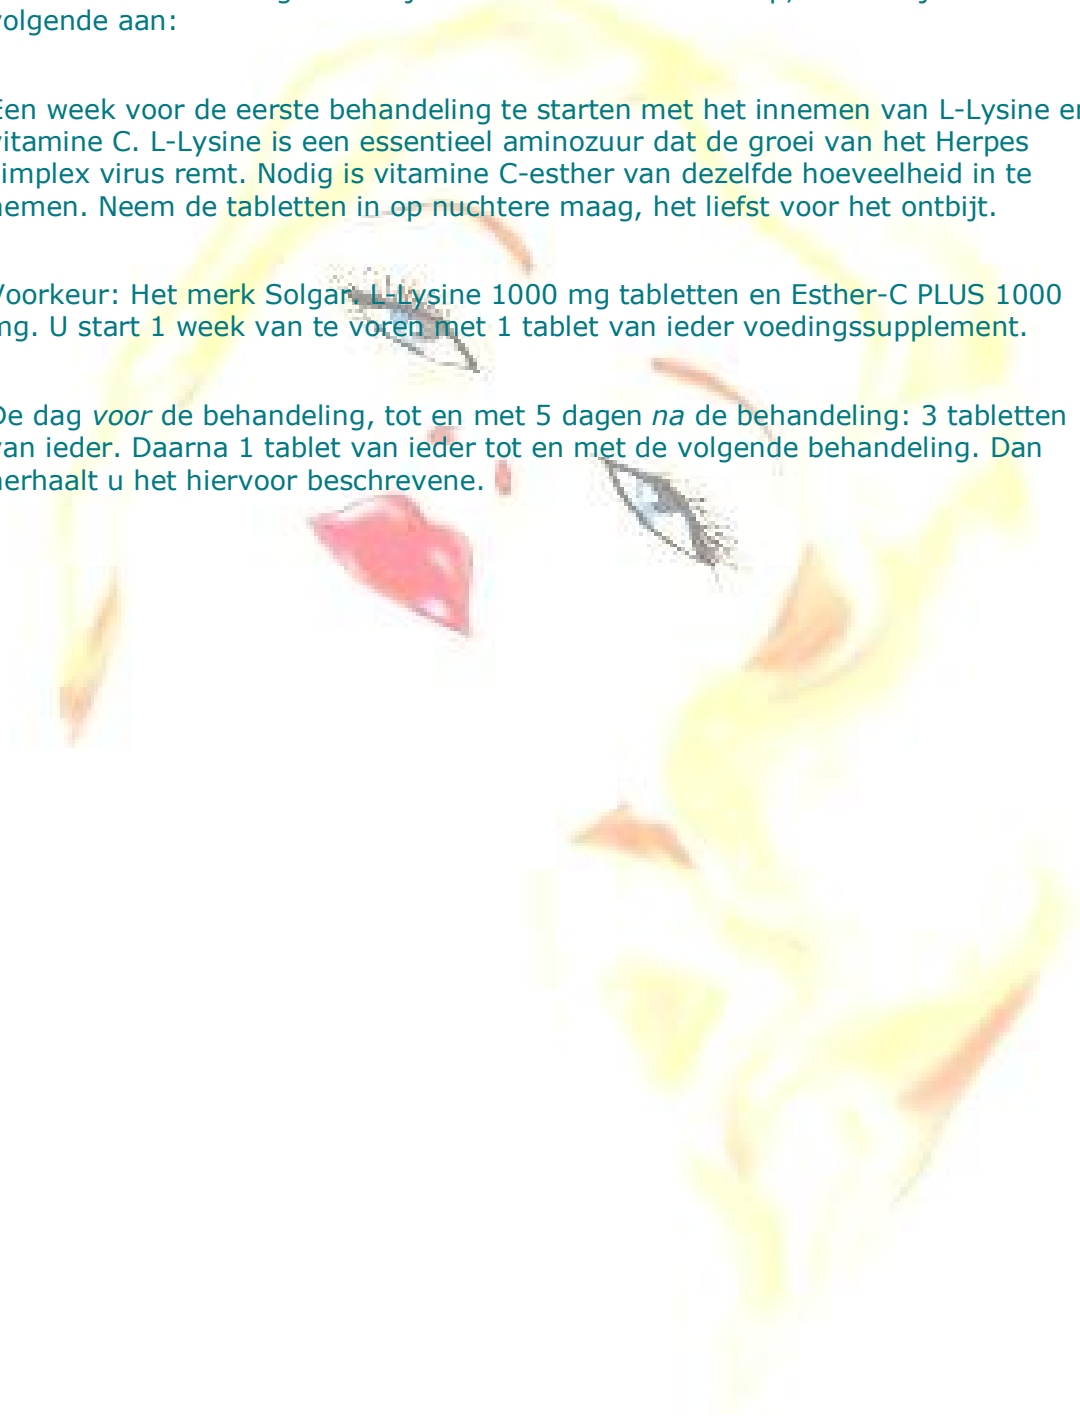 volgende aan:
Een week voor de eerste behandeling te starten met het innemen van L-Lysine en
vitamine C. L-Lysine is een essentieel aminozuur dat de groei van het Herpes
simplex virus remt. Nodig is vitamine C-esther van dezelfde hoeveelheid in te
nemen. Neem de tabletten in op nuchtere maag, het liefst voor het ontbijt.
Voorkeur: Het merk Solgar. L-Lysine 1000 mg tabletten en Esther-C PLUS 1000
mg. U start 1 week van te voren met 1 tablet van ieder voedingssupplement.
De dag voor de behandeling, tot en met 5 dagen na de behandeling: 3 tabletten
van ieder. Daarna 1 tablet van ieder tot en met de volgende behandeling. Dan
herhaalt u het hiervoor beschrevene.